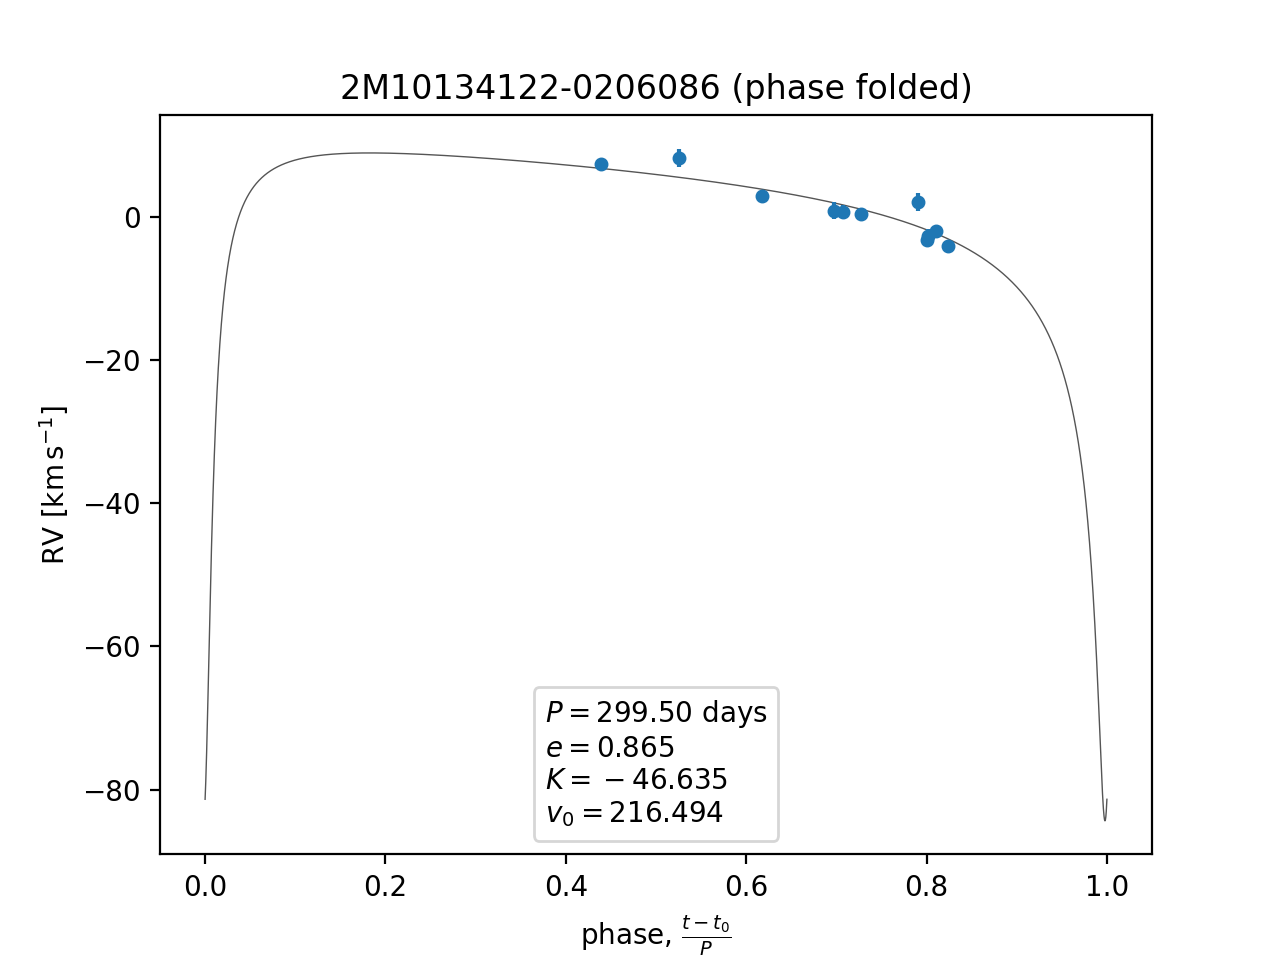 2M10134122-0206086 (phase folded)
RV [km s⁻¹]
0
−20
−40
−60
−80
P = 299.50 days
e = 0.865
K = − 46.635
v₀ = 216.494
0.0 0.2 0.4 0.6 0.8 1.0
phase, (t − t₀)/P